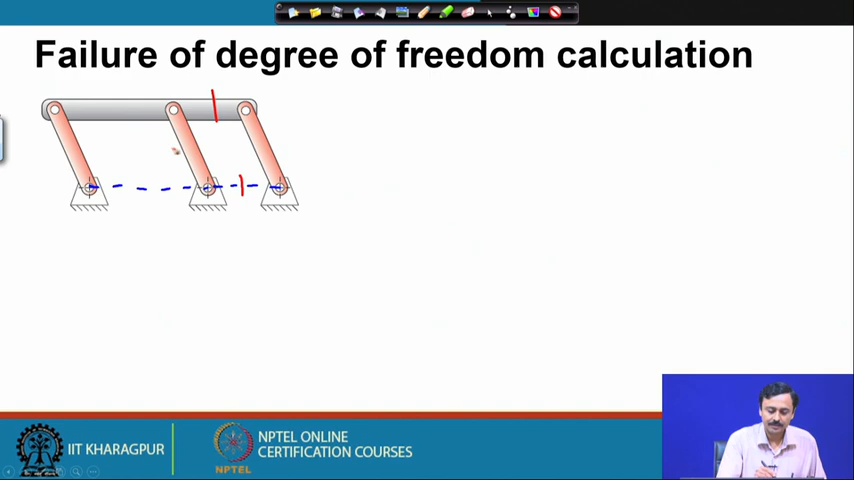 Failure of degree of freedom calculation
IIT KHARAGPUR
NPTEL
NPTEL ONLINE
CERTIFICATION COURSES